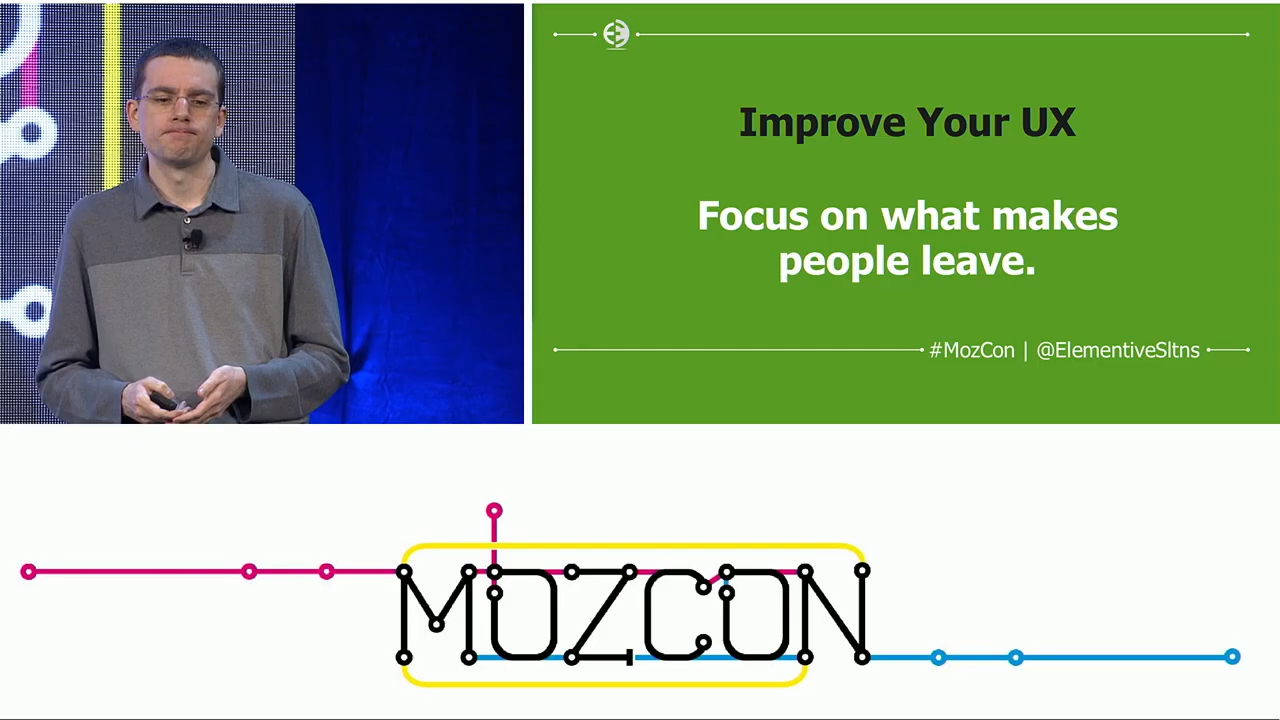 Improve Your UX
Focus on what makes
people leave.
#MozCon | @ElementiveSltns
MOZCON